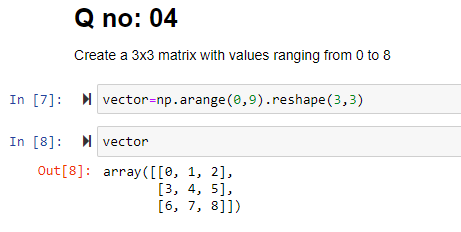 Q no: 04
Create a 3x3 matrix with values ranging from 0 to 8
In [7]: vector=np.arange(0,9).reshape(3,3)
In [8]: vector
Out[8]: array([[0, 1, 2],
[3, 4, 5],
[6, 7, 8]])